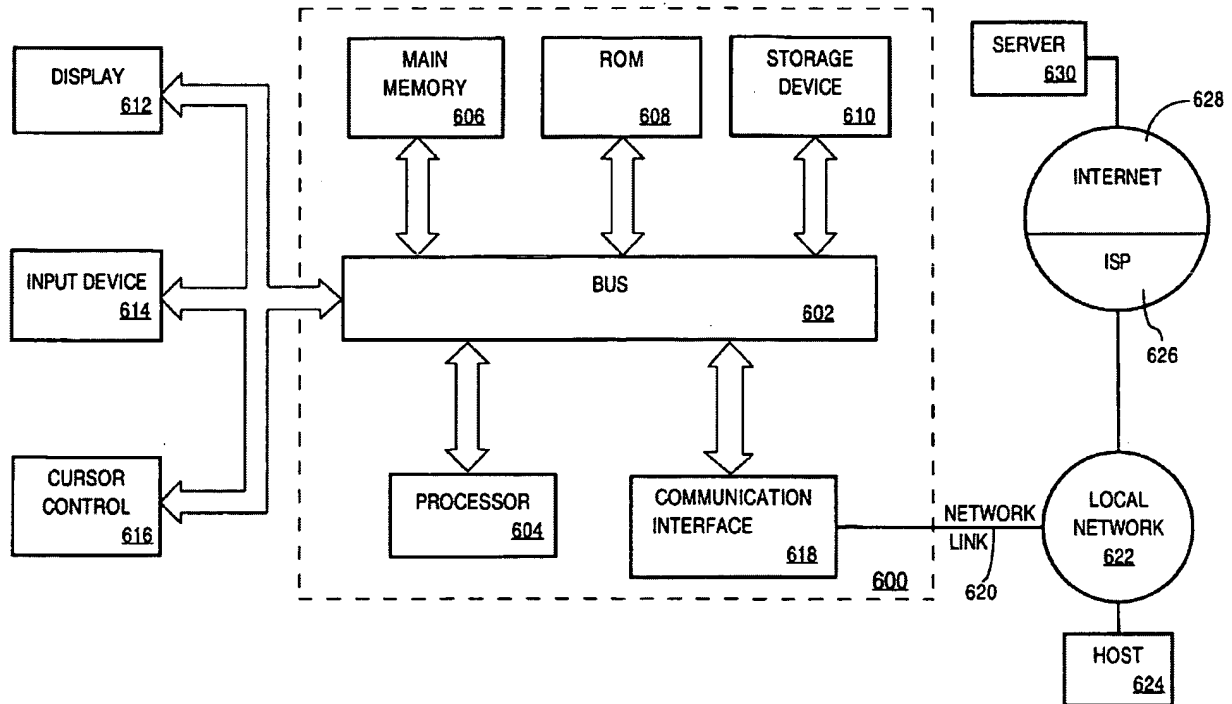 DISPLAY
612
INPUT DEVICE
614
CURSOR
CONTROL
616
MAIN
MEMORY
606
ROM
608
STORAGE
DEVICE
610
BUS
602
PROCESSOR
604
COMMUNICATION
INTERFACE
618
600
NETWORK
LINK
620
SERVER
630
628
INTERNET
ISP
626
LOCAL
NETWORK
622
HOST
624